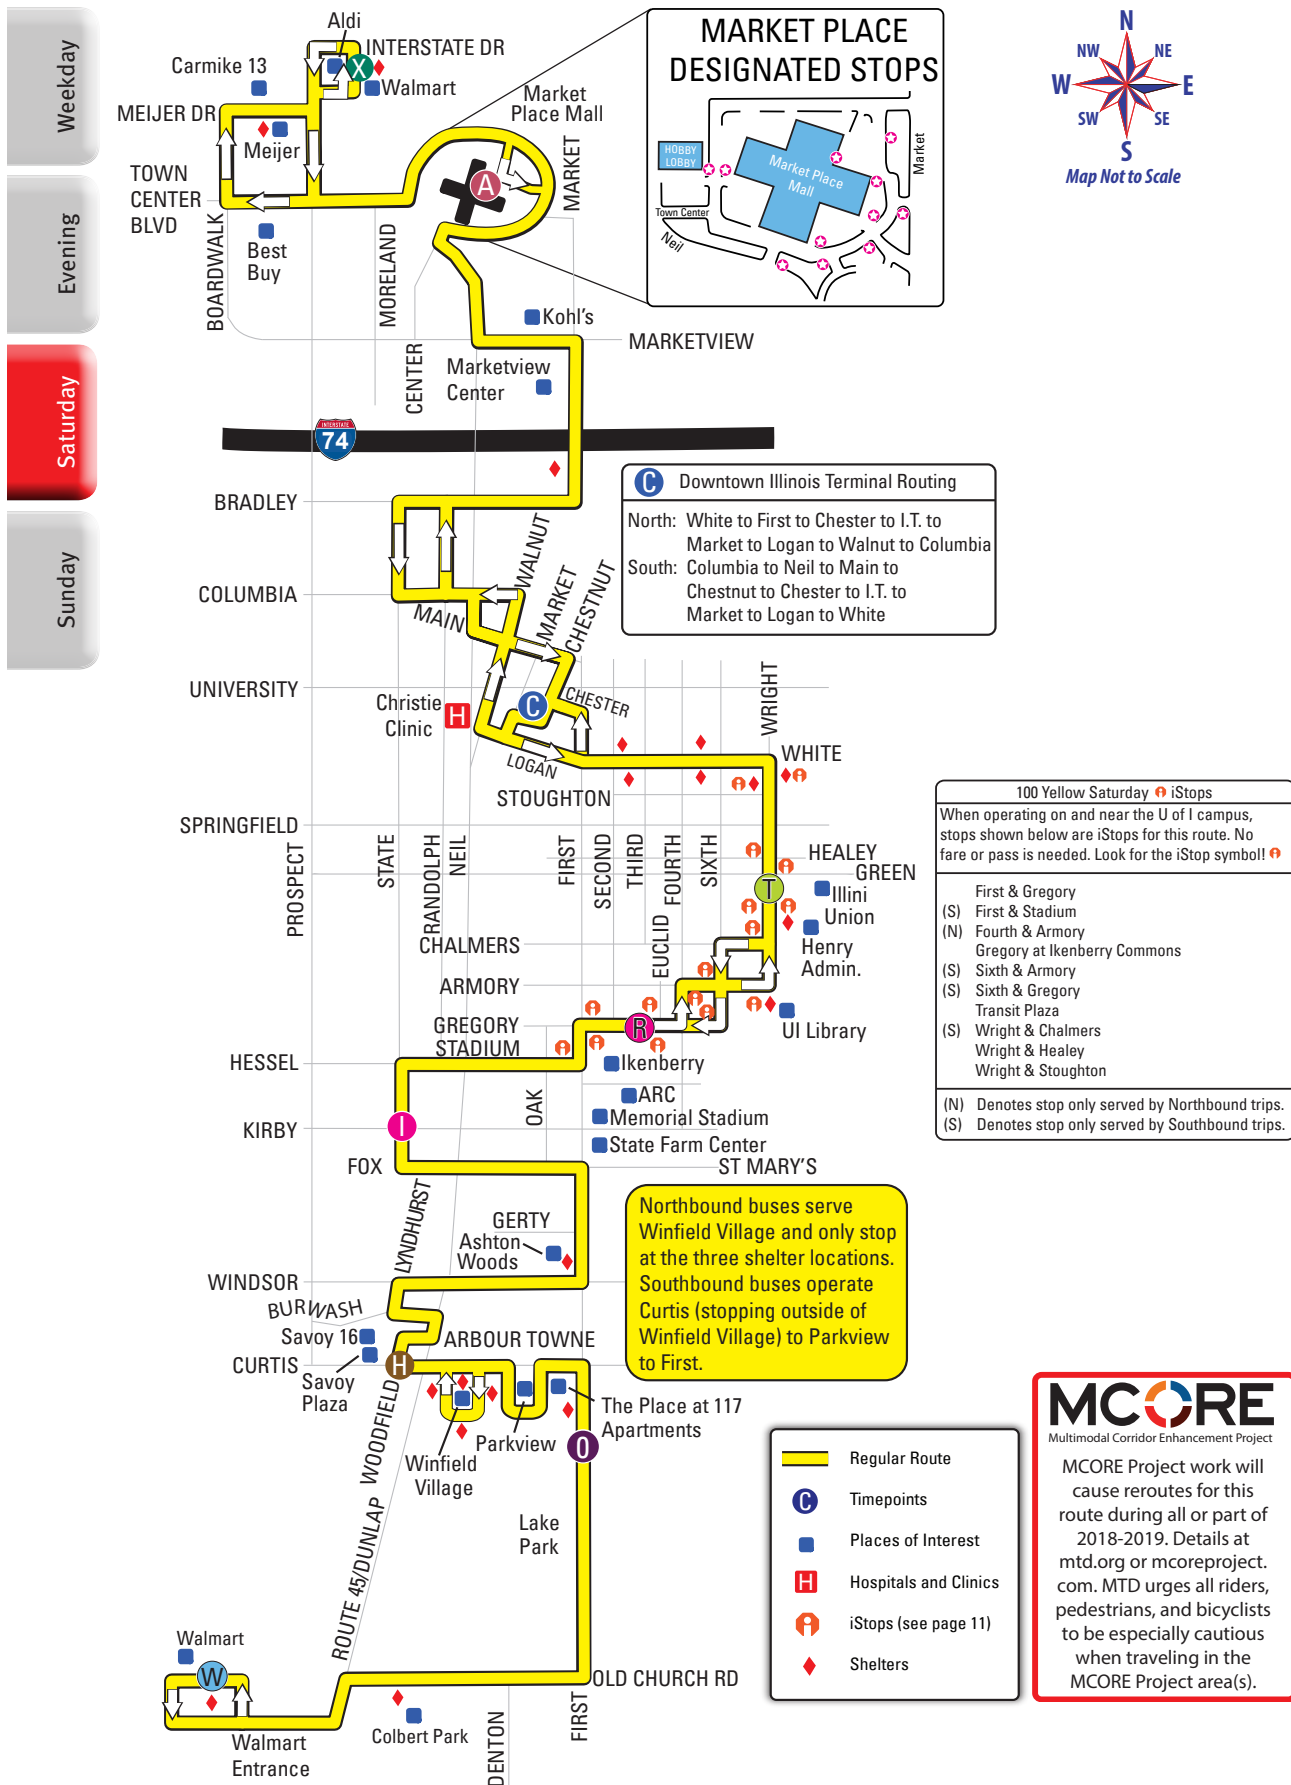 Weekday
Evening
Saturday
Sunday
Aldi
INTERSTATE DR
Carmike 13
X
Walmart
MEIJER DR
Meijer
Market
Place Mall
TOWN
CENTER
BLVD
A
MARKET
Best
Buy
BOARDWALK
MORELAND
CENTER
Kohl's
MARKETVIEW
Marketview
Center
MARKET PLACE
DESIGNATED STOPS
HOBBY
LOBBY
Market Place
Mall
Market
Town Center
Neil
N
NW
NE
W
E
SW
SE
S
Map Not to Scale
INTERSTATE
74
BRADLEY
COLUMBIA
MAIN
WALNUT
MARKET
CHESTNUT
C Downtown Illinois Terminal Routing
North: White to First to Chester to I.T. to
Market to Logan to Walnut to Columbia
South: Columbia to Neil to Main to
Chestnut to Chester to I.T. to
Market to Logan to White
UNIVERSITY
Christie
Clinic
H
C
CHESTER
LOGAN
WRIGHT
WHITE
STOUGHTON
SPRINGFIELD
PROSPECT
STATE
RANDOLPH
NEIL
FIRST
SECOND
THIRD
FOURTH
SIXTH
HEALEY
GREEN
T
Illini
Union
EUCLID
CHALMERS
Henry
Admin.
ARMORY
GREGORY
STADIUM
R
UI Library
HESSEL
Ikenberry
OAK
ARC
Memorial Stadium
State Farm Center
KIRBY
I
FOX
ST MARY'S
100 Yellow Saturday iStops
When operating on and near the U of I campus,
stops shown below are iStops for this route. No
fare or pass is needed. Look for the iStop symbol!
First & Gregory
(S) First & Stadium
(N) Fourth & Armory
Gregory at Ikenberry Commons
(S) Sixth & Armory
(S) Sixth & Gregory
Transit Plaza
(S) Wright & Chalmers
Wright & Healey
Wright & Stoughton
(N) Denotes stop only served by Northbound trips.
(S) Denotes stop only served by Southbound trips.
LYNDHURST
GERTY
Ashton
Woods
WINDSOR
BURWASH
Savoy 16
ARBOUR TOWNE
CURTIS
H
Savoy
Plaza
WOODFIELD
Winfield
Village
Parkview
The Place at 117
Apartments
O
Northbound buses serve
Winfield Village and only stop
at the three shelter locations.
Southbound buses operate
Curtis (stopping outside of
Winfield Village) to Parkview
to First.
ROUTE 45/DUNLAP
Lake
Park
Walmart
W
Walmart
Entrance
Colbert Park
OLD CHURCH RD
DENTON
FIRST
Regular Route
C Timepoints
Places of Interest
H Hospitals and Clinics
iStops (see page 11)
Shelters
MCORE
Multimodal Corridor Enhancement Project
MCORE Project work will
cause reroutes for this
route during all or part of
2018-2019. Details at
mtd.org or mcoreproject.
com. MTD urges all riders,
pedestrians, and bicyclists
to be especially cautious
when traveling in the
MCORE Project area(s).